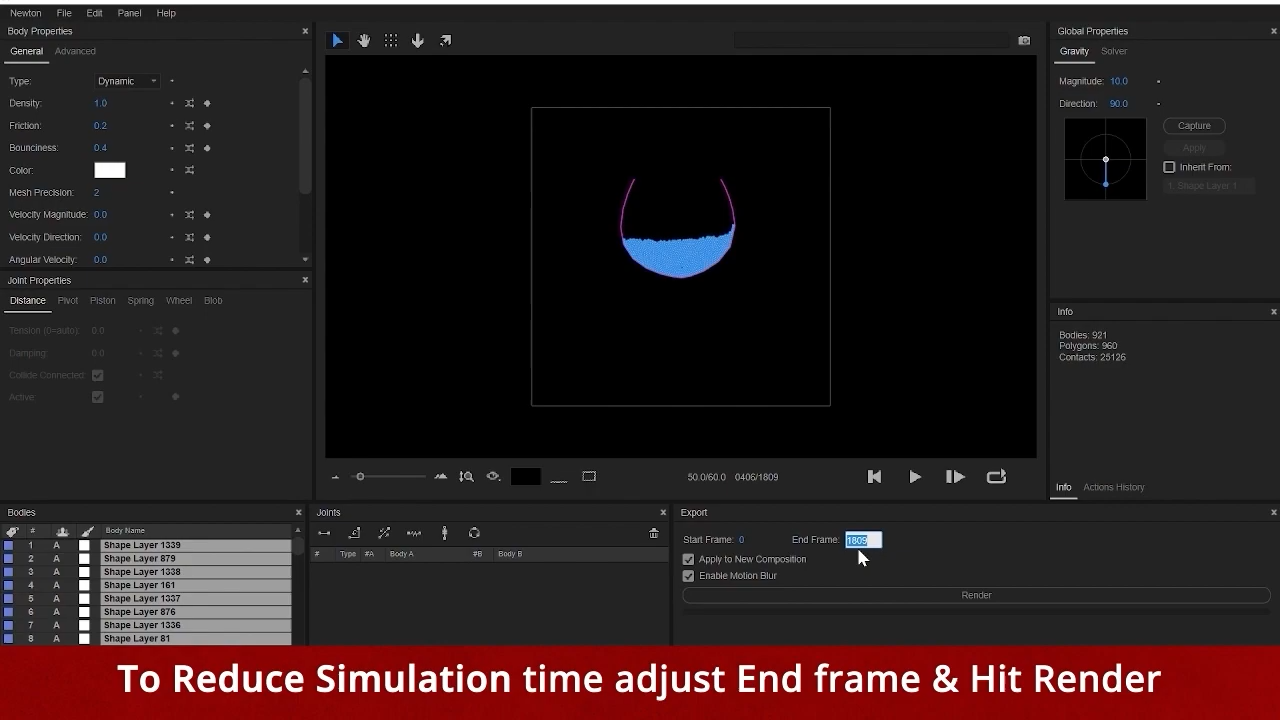 Newton File Edit Panel Help
Body Properties
General Advanced
Type: Dynamic
Density: 1.0
Friction: 0.2
Bounciness: 0.4
Color:
Mesh Precision: 2
Velocity Magnitude: 0.0
Velocity Direction: 0.0
Angular Velocity: 0.0
Joint Properties
Distance Pivot Piston Spring Wheel Blob
Tension (0=auto): 0.0
Damping: 0.0
Collide Connected:
Active:
50.0/60.0 0406/1809
Global Properties
Gravity Solver
Magnitude: 10.0
Direction: 90.0
Capture
Apply
Inherit From:
1. Shape Layer 1
Info
Bodies: 921
Polygons: 960
Contacts: 25126
Info Actions History
Bodies
# Body Name
1 A Shape Layer 1339
2 A Shape Layer 879
3 A Shape Layer 1338
4 A Shape Layer 161
5 A Shape Layer 1337
6 A Shape Layer 876
7 A Shape Layer 1336
8 A Shape Layer 81
Joints
# Type #A Body A #B Body B
Export
Start Frame: 0 End Frame: 1809
Apply to New Composition
Enable Motion Blur
Render
To Reduce Simulation time adjust End frame & Hit Render